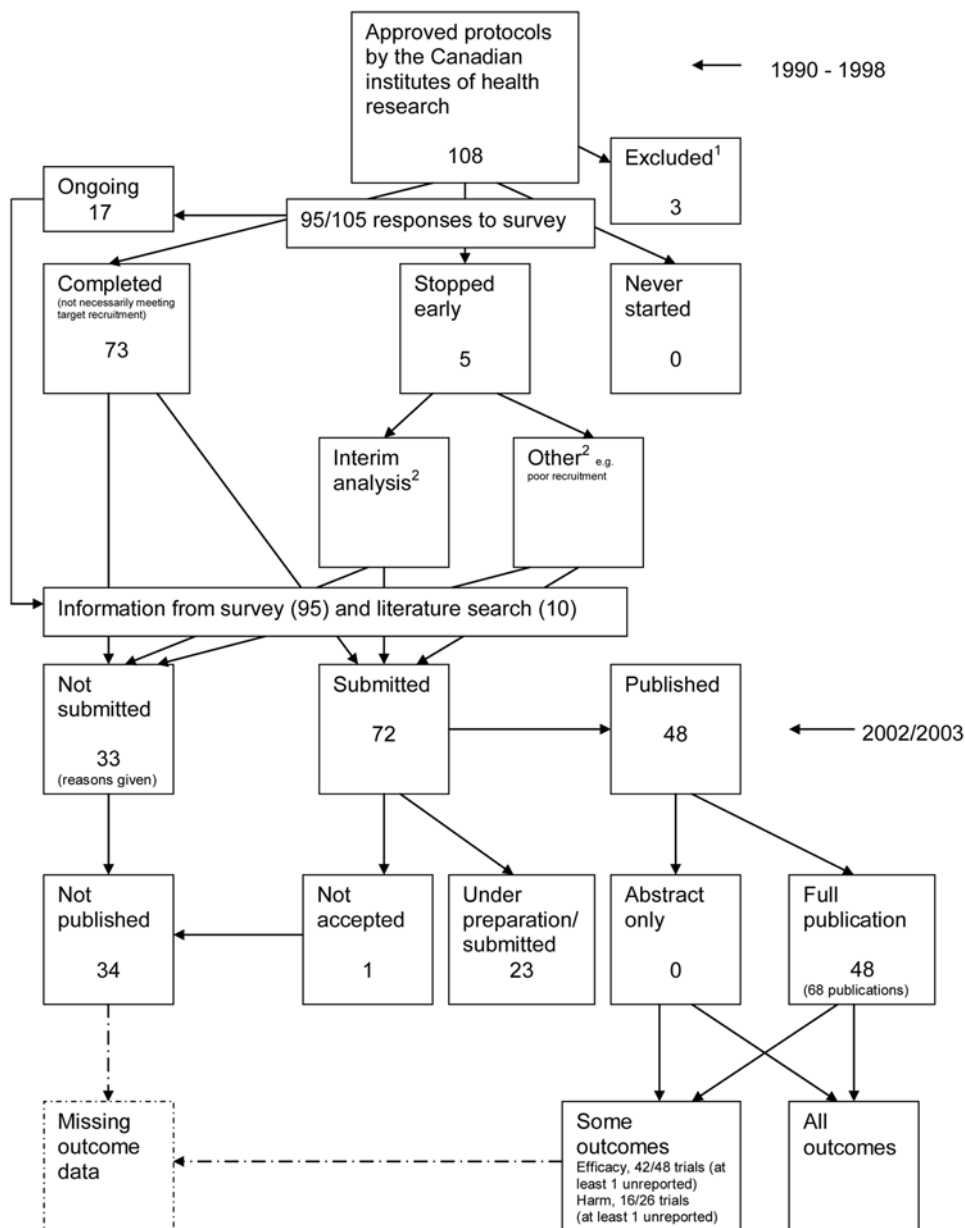 Approved protocols
by the Canadian
institutes of health
research
108
1990 - 1998
Excluded1
3
Ongoing
17
95/105 responses to survey
Completed
(not necessarily meeting
target recruitment)
73
Stopped
early
5
Never
started
0
Interim
analysis2
Other2 e.g.
poor recruitment
Information from survey (95) and literature search (10)
Not
submitted
33
(reasons given)
Submitted
72
Published
48
2002/2003
Not
published
34
Not
accepted
1
Under
preparation/
submitted
23
Abstract
only
0
Full
publication
48
(68 publications)
Missing
outcome
data
Some
outcomes
Efficacy, 42/48 trials (at
least 1 unreported)
Harm, 16/26 trials
(at least 1 unreported)
All
outcomes